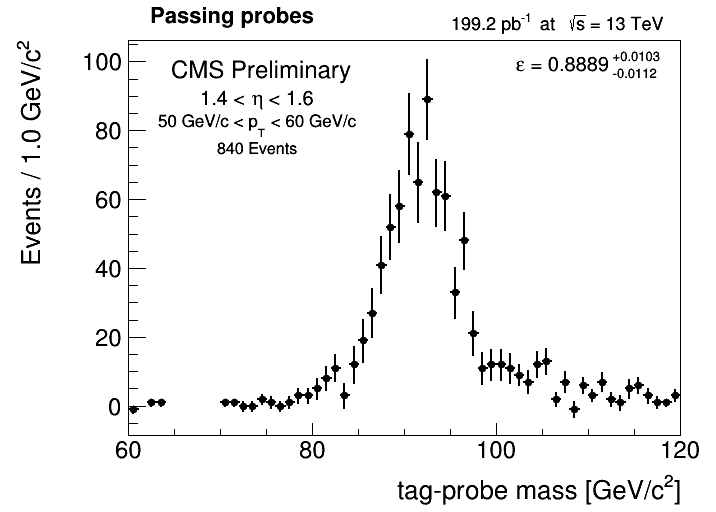 Passing probes
199.2 pb⁻¹ at √s = 13 TeV
CMS Preliminary
ε = 0.8889 +0.0103 -0.0112
1.4 < η < 1.6
50 GeV/c < p_T < 60 GeV/c
840 Events
Events / 1.0 GeV/c²
100
80
60
40
20
0
60 80 100 120
tag-probe mass [GeV/c²]